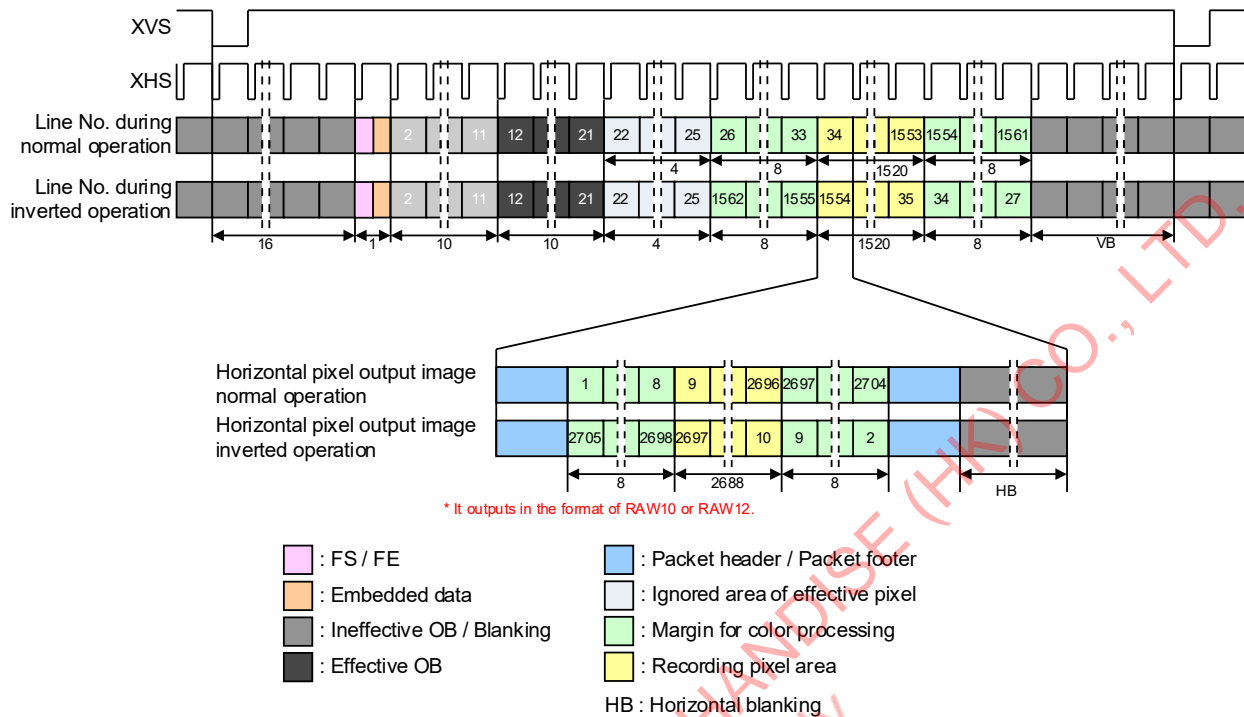 XVS
XHS
Line No. during
normal operation
2 11 12 21 22 25 26 33 34 1553 1554 1561
4 8 1520 8
Line No. during
inverted operation
2 11 12 21 22 25 1562 1555 1554 35 34 27
16 1 10 10 4 8 1520 8 VB
Horizontal pixel output image
normal operation
1 8 9 2696 2697 2704
Horizontal pixel output image
inverted operation
2705 2698 2697 10 9 2
8 2688 8 HB
* It outputs in the format of RAW10 or RAW12.
: FS / FE
: Embedded data
: Ineffective OB / Blanking
: Effective OB
: Packet header / Packet footer
: Ignored area of effective pixel
: Margin for color processing
: Recording pixel area
HB : Horizontal blanking
HANDISE (HK) CO., LTD.